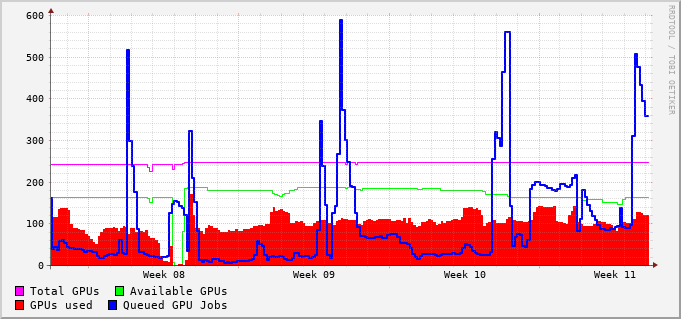 600
500
400
300
200
100
0
Week 08 Week 09 Week 10 Week 11
Total GPUs Available GPUs
GPUs used Queued GPU Jobs
RRDTOOL / TOBI OETIKER